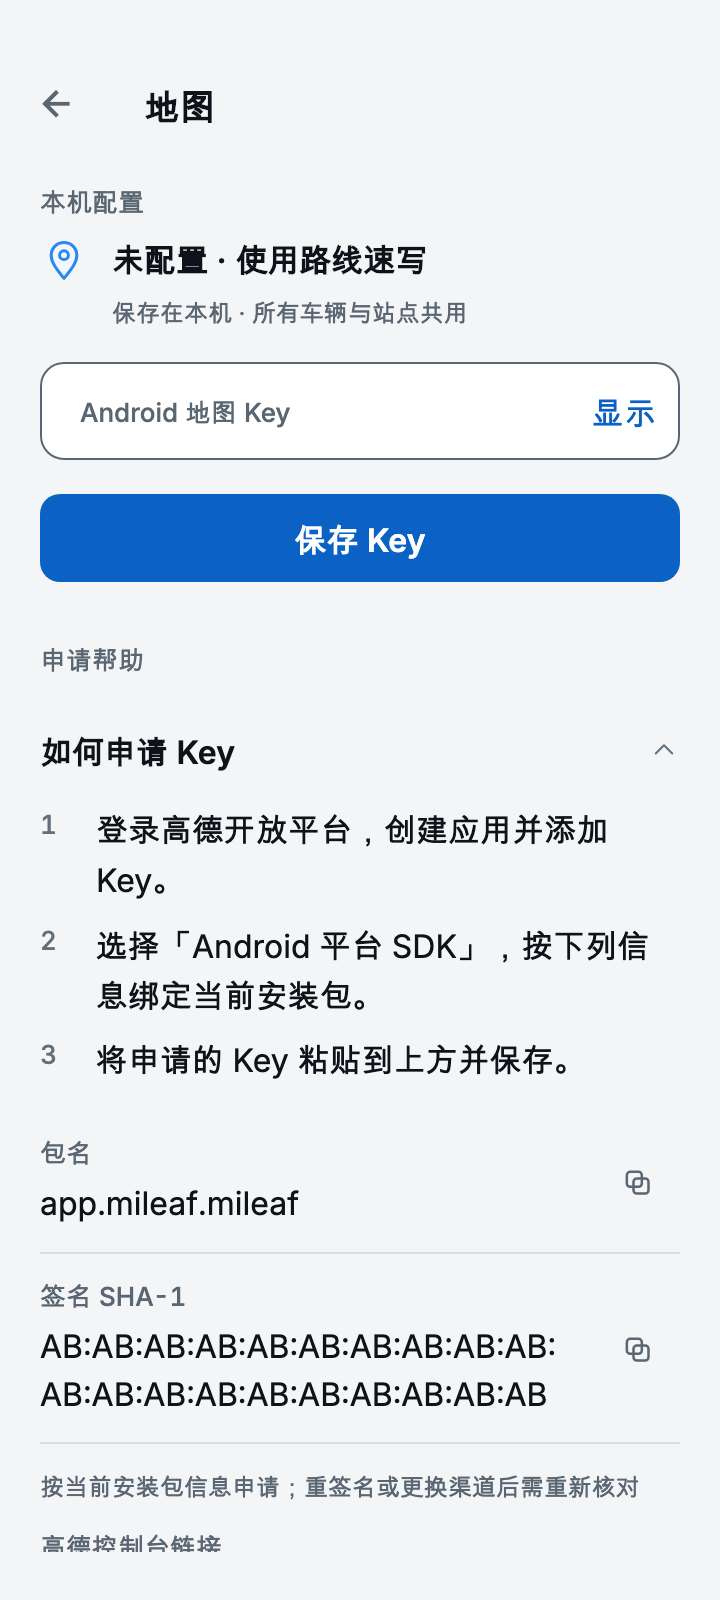 地图
本机配置
未配置 · 使用路线速写
保存在本机 · 所有车辆与站点共用
Android 地图 Key
显示
保存 Key
申请帮助
如何申请 Key
1 登录高德开放平台，创建应用并添加
Key。
2 选择「Android 平台 SDK」，按下列信
息绑定当前安装包。
3 将申请的 Key 粘贴到上方并保存。
包名
app.mileaf.mileaf
签名 SHA-1
AB:AB:AB:AB:AB:AB:AB:AB:AB:AB:
AB:AB:AB:AB:AB:AB:AB:AB:AB:AB
按当前安装包信息申请；重签名或更换渠道后需重新核对
高德控制台链接